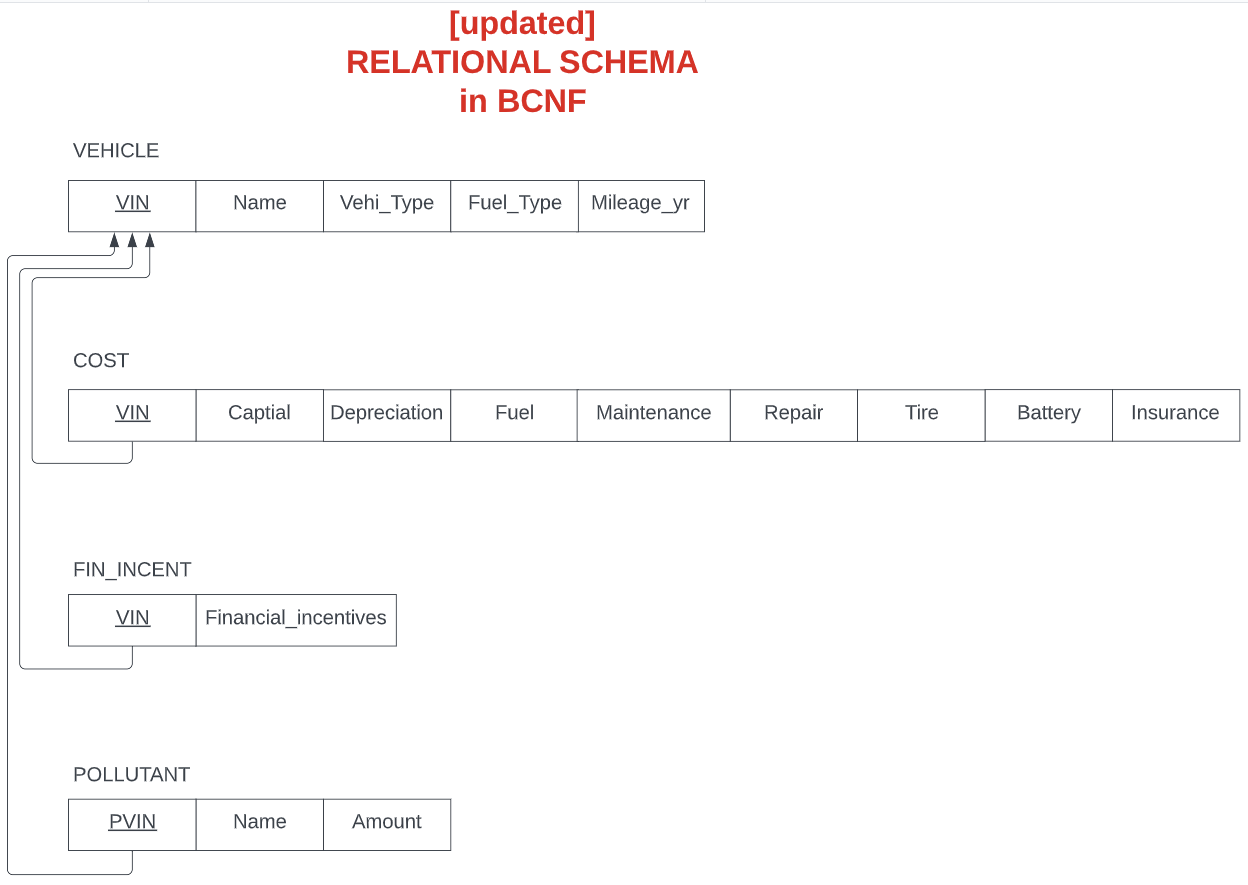 [updated]
RELATIONAL SCHEMA
in BCNF
VEHICLE
VIN Name Vehi_Type Fuel_Type Mileage_yr
COST
VIN Captial Depreciation Fuel Maintenance Repair Tire Battery Insurance
FIN_INCENT
VIN Financial_incentives
POLLUTANT
PVIN Name Amount